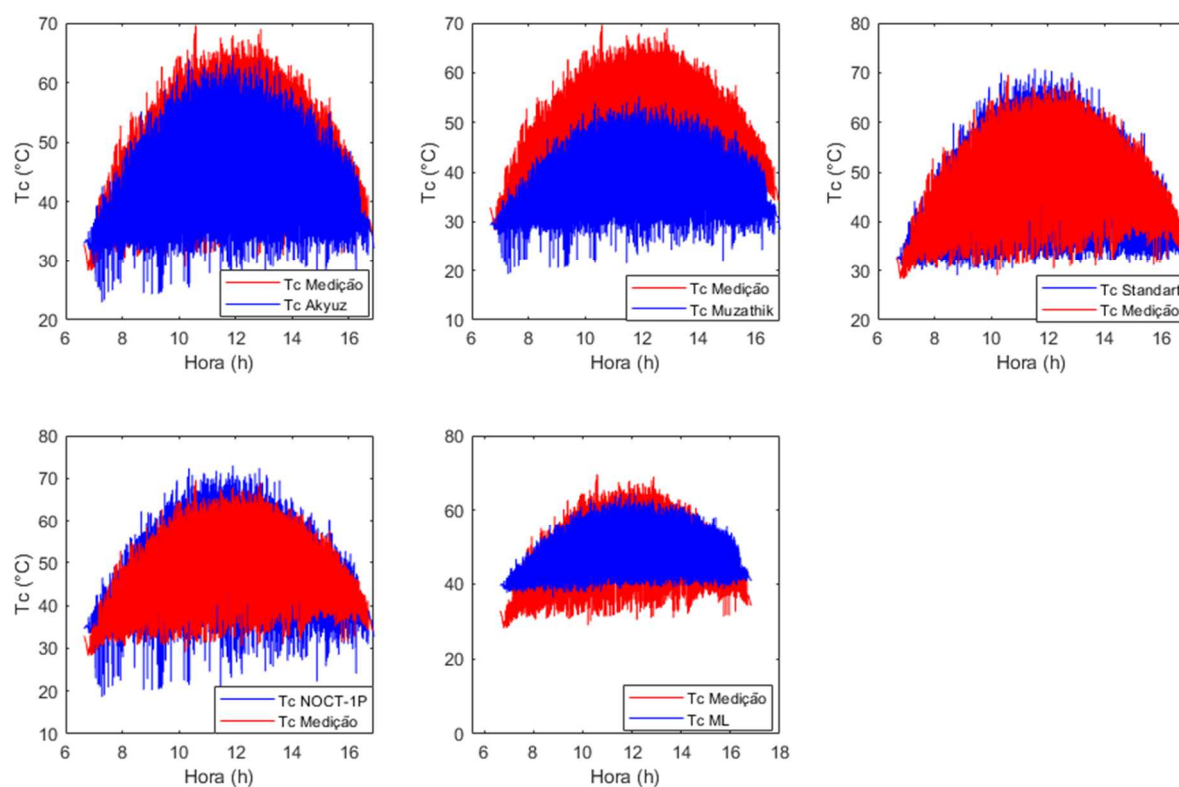 70
60
50
40
30
20
Tc (°C)
6 8 10 12 14 16
Hora (h)
Tc Medição
Tc Akyuz
70
60
50
40
30
20
10
Tc (°C)
6 8 10 12 14 16
Hora (h)
Tc Medição
Tc Muzathik
80
70
60
50
40
30
20
Tc (°C)
6 8 10 12 14 16
Hora (h)
Tc Standart
Tc Medição
80
70
60
50
40
30
20
10
Tc (°C)
6 8 10 12 14 16
Hora (h)
Tc NOCT-1P
Tc Medição
80
60
40
20
0
6 8 10 12 14 16 18
Hora (h)
Tc Medição
Tc ML